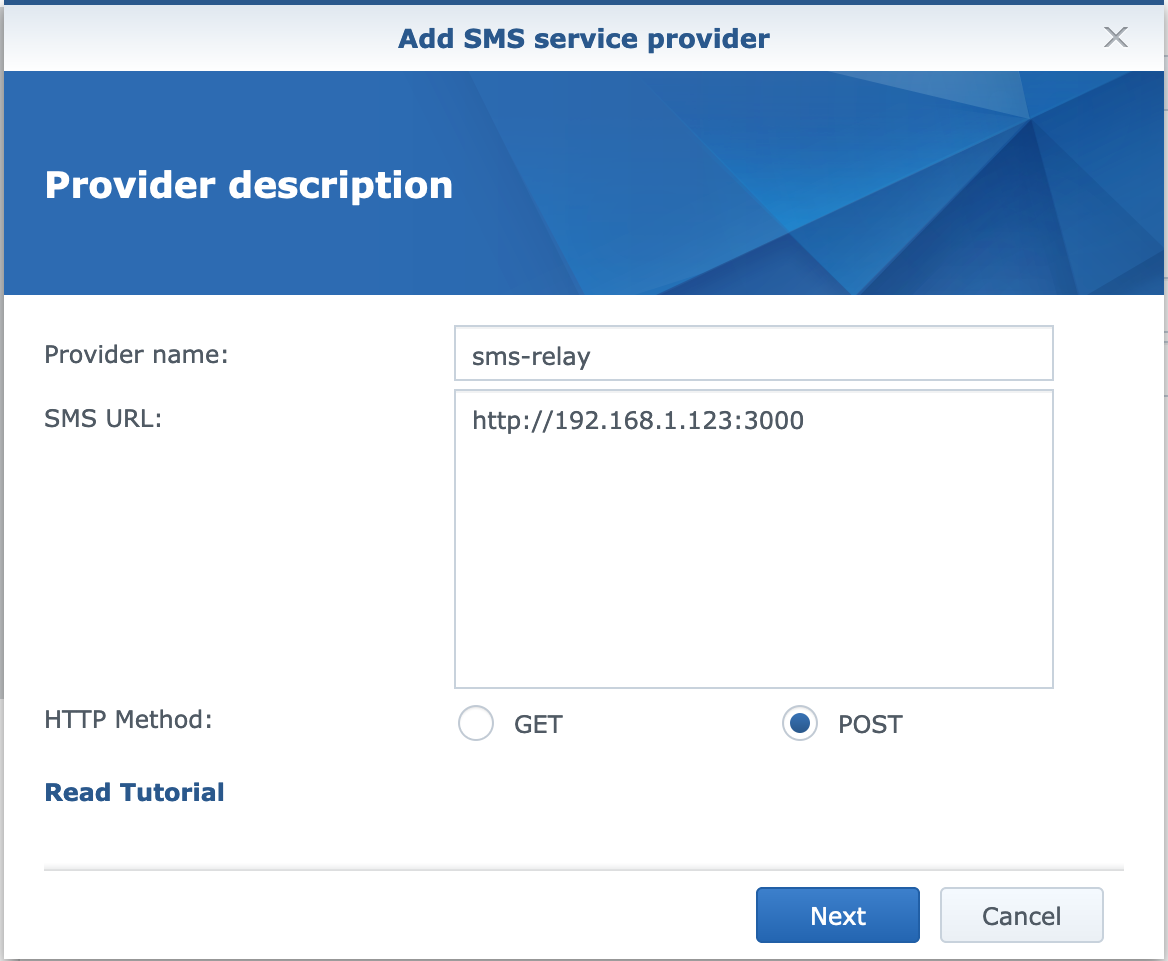 Add SMS service provider
Provider description
Provider name: sms-relay
SMS URL: http://192.168.1.123:3000
HTTP Method: GET POST
Read Tutorial
Next Cancel